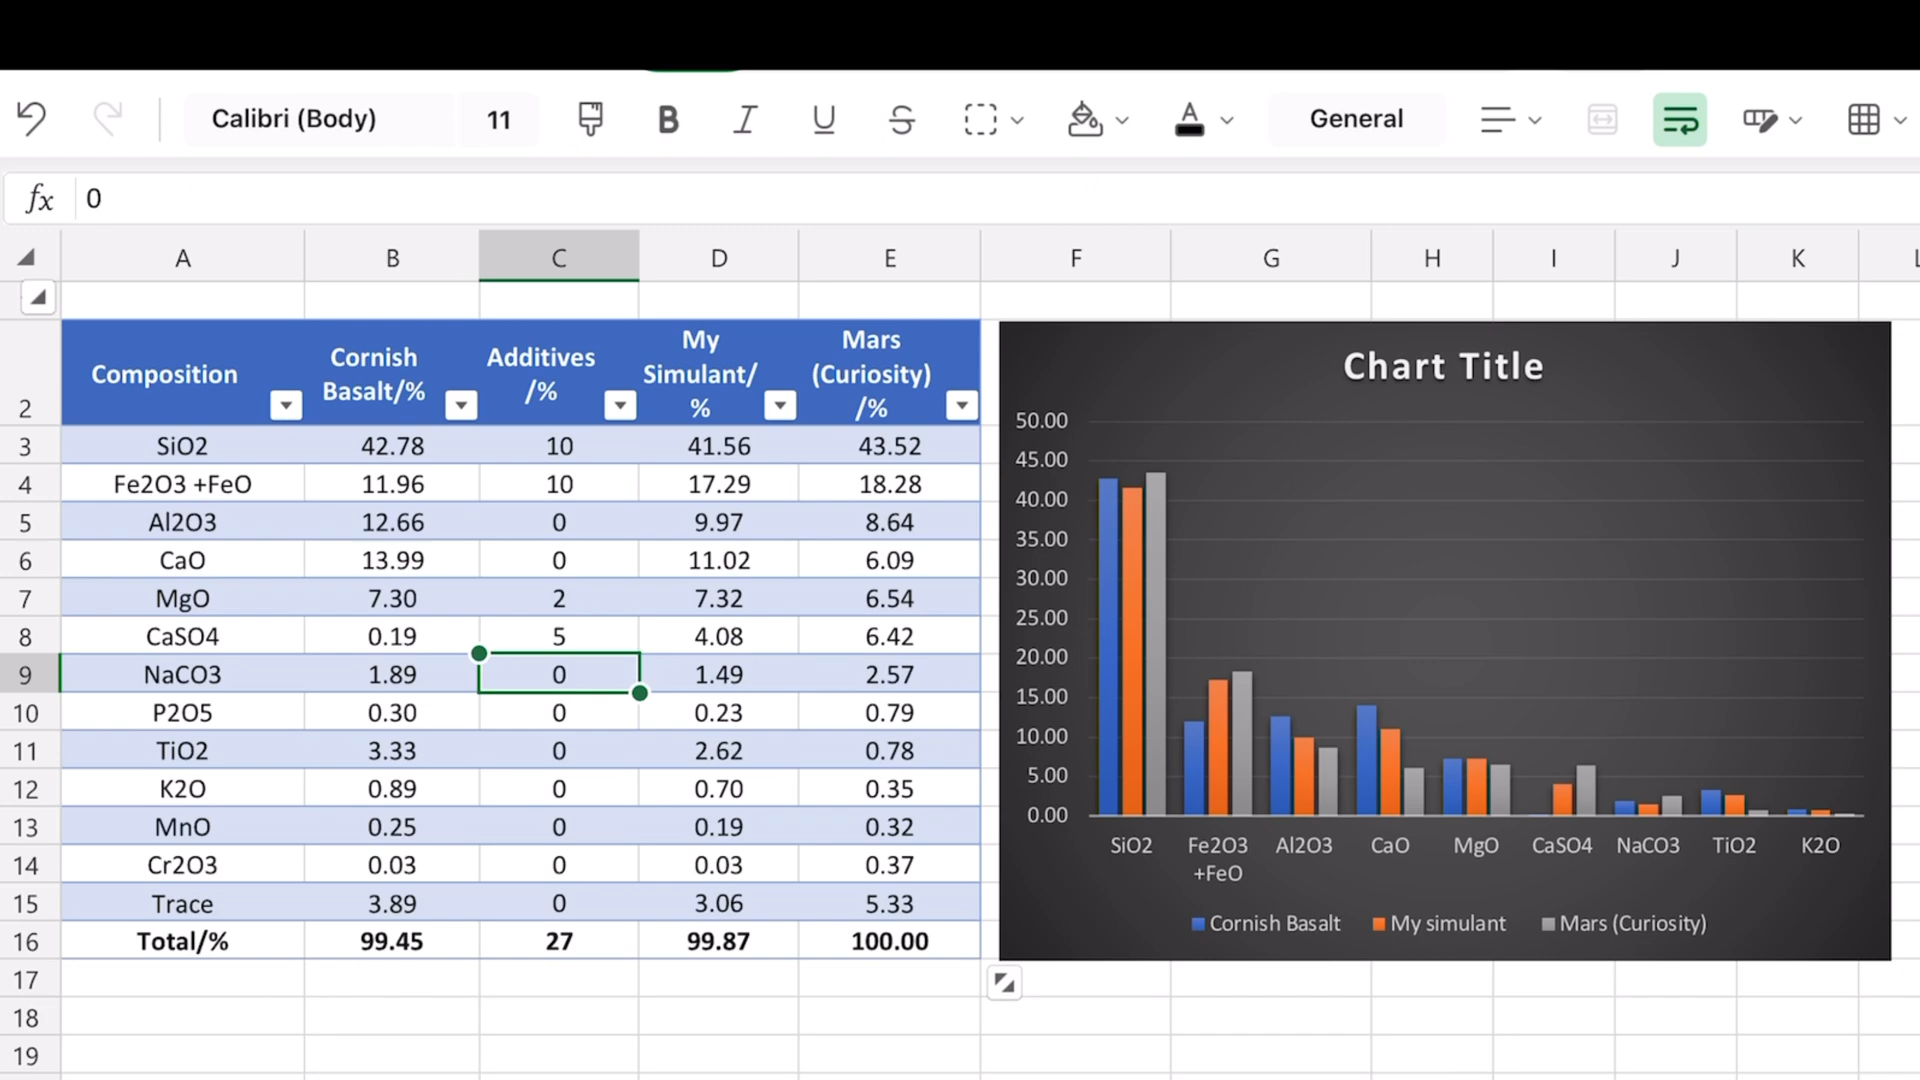 Calibri (Body) 11 B I U S A General
fx 0
A B C D E F G H I J K L
Composition Cornish Basalt/% Additives /% My Simulant/ % Mars (Curiosity) /%
2
3 SiO2 42.78 10 41.56 43.52
4 Fe2O3 +FeO 11.96 10 17.29 18.28
5 Al2O3 12.66 0 9.97 8.64
6 CaO 13.99 0 11.02 6.09
7 MgO 7.30 2 7.32 6.54
8 CaSO4 0.19 5 4.08 6.42
9 NaCO3 1.89 0 1.49 2.57
10 P2O5 0.30 0 0.23 0.79
11 TiO2 3.33 0 2.62 0.78
12 K2O 0.89 0 0.70 0.35
13 MnO 0.25 0 0.19 0.32
14 Cr2O3 0.03 0 0.03 0.37
15 Trace 3.89 0 3.06 5.33
16 Total/% 99.45 27 99.87 100.00
17
18
19
Chart Title
50.00
45.00
40.00
35.00
30.00
25.00
20.00
15.00
10.00
5.00
0.00
SiO2 Fe2O3 Al2O3 CaO MgO CaSO4 NaCO3 TiO2 K2O
+FeO
Cornish Basalt My simulant Mars (Curiosity)